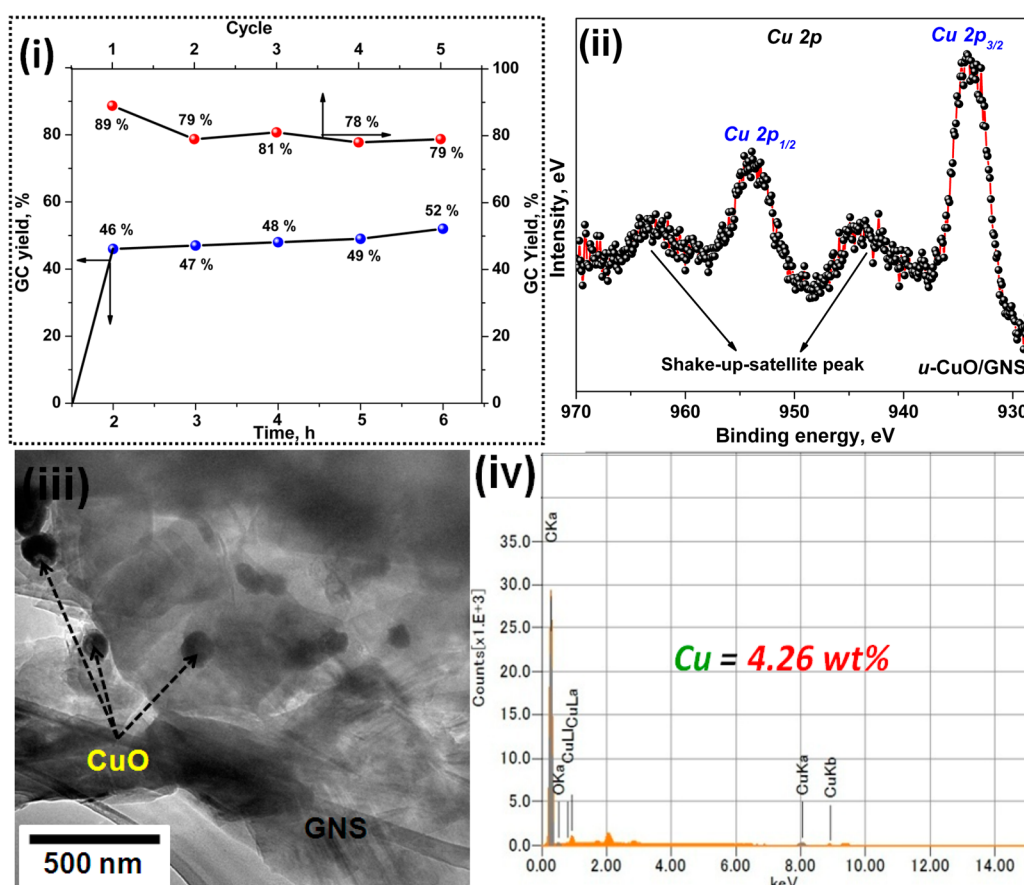 (i)
Cycle
1 2 3 4 5
100
80
60
40
20
0
GC yield, %
80
60
40
20
0
GC Yield, %
89 %
79 %
81 %
78 %
79 %
46 %
47 %
48 %
49 %
52 %
2 3 4 5 6
Time, h
(ii)
Cu 2p
Cu 2p3/2
Cu 2p1/2
Intensity, eV
Shake-up-satellite peak
u-CuO/GNS
970 960 950 940 930
Binding energy, eV
(iii)
CuO
GNS
500 nm
(iv)
CKa
35.0
30.0
25.0
20.0
15.0
10.0
5.0
0.0
Counts[x1.E+3]
Cu = 4.26 wt%
OKa
CuLl
CuLa
CuKa
CuKb
0.00 2.00 4.00 6.00 8.00 10.00 12.00 14.00
keV